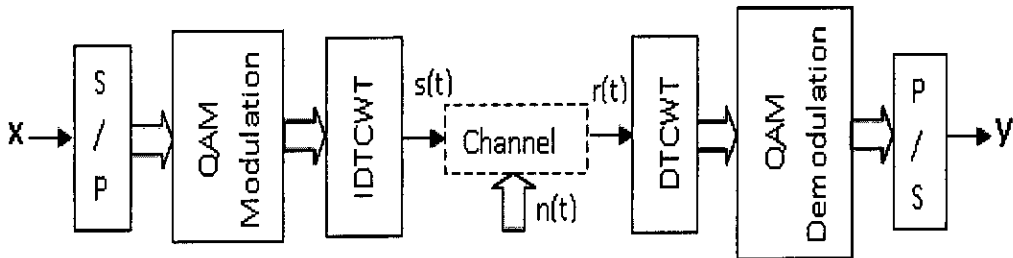 x
S
/
P
QAM
Modulation
IDTCWT
s(t)
Channel
n(t)
r(t)
DTCWT
QAM
Demodulation
P
/
S
y